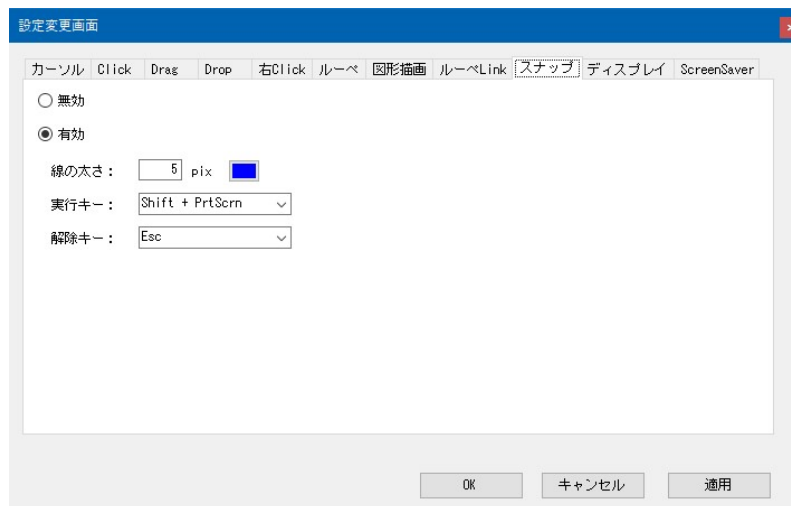 設定変更画面
カーソル Click Drag Drop 右Click ルーペ 図形描画 ルーペLink スナップ ディスプレイ ScreenSaver
無効
有効
線の太さ： 5 pix
実行キー： Shift + PrtScrn
解除キー： Esc
OK キャンセル 適用